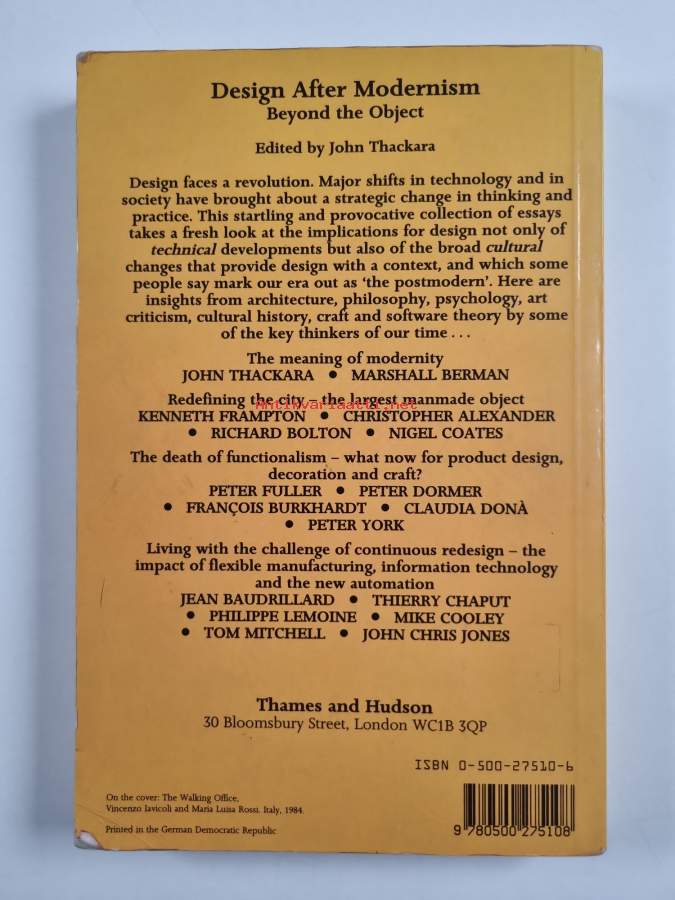 Design After Modernism
Beyond the Object
Edited by John Thackara
Design faces a revolution. Major shifts in technology and in
society have brought about a strategic change in thinking and
practice. This startling and provocative collection of essays
takes a fresh look at the implications for design not only of
technical developments but also of the broad cultural
changes that provide design with a context, and which some
people say mark our era out as ‘the postmodern’. Here are
insights from architecture, philosophy, psychology, art
criticism, cultural history, craft and software theory by some
of the key thinkers of our time ...
The meaning of modernity
JOHN THACKARA • MARSHALL BERMAN
Redefining the city – the largest manmade object
Antikvariaatti.net
KENNETH FRAMPTON • CHRISTOPHER ALEXANDER
• RICHARD BOLTON • NIGEL COATES
The death of functionalism – what now for product design,
decoration and craft?
PETER FULLER • PETER DORMER
• FRANÇOIS BURKHARDT • CLAUDIA DONÀ
• PETER YORK
Living with the challenge of continuous redesign – the
impact of flexible manufacturing, information technology
and the new automation
JEAN BAUDRILLARD • THIERRY CHAPUT
• PHILIPPE LEMOINE • MIKE COOLEY
• TOM MITCHELL • JOHN CHRIS JONES
Thames and Hudson
30 Bloomsbury Street, London WC1B 3QP
ISBN 0-500-27510-6
On the cover: The Walking Office,
Vincenzo Iavicoli and Maria Luisa Rossi. Italy, 1984.
Printed in the German Democratic Republic
9 780500 275108